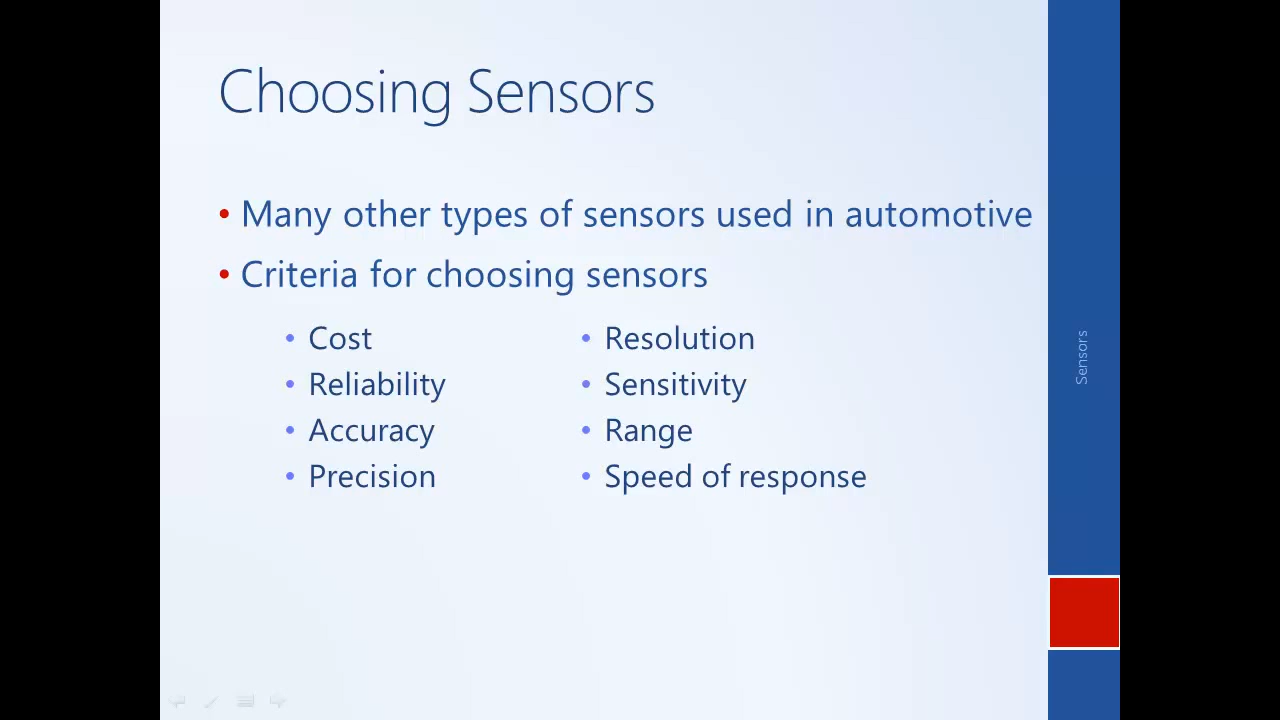 Choosing Sensors
• Many other types of sensors used in automotive
• Criteria for choosing sensors
• Cost
• Reliability
• Accuracy
• Precision
• Resolution
• Sensitivity
• Range
• Speed of response
Sensors